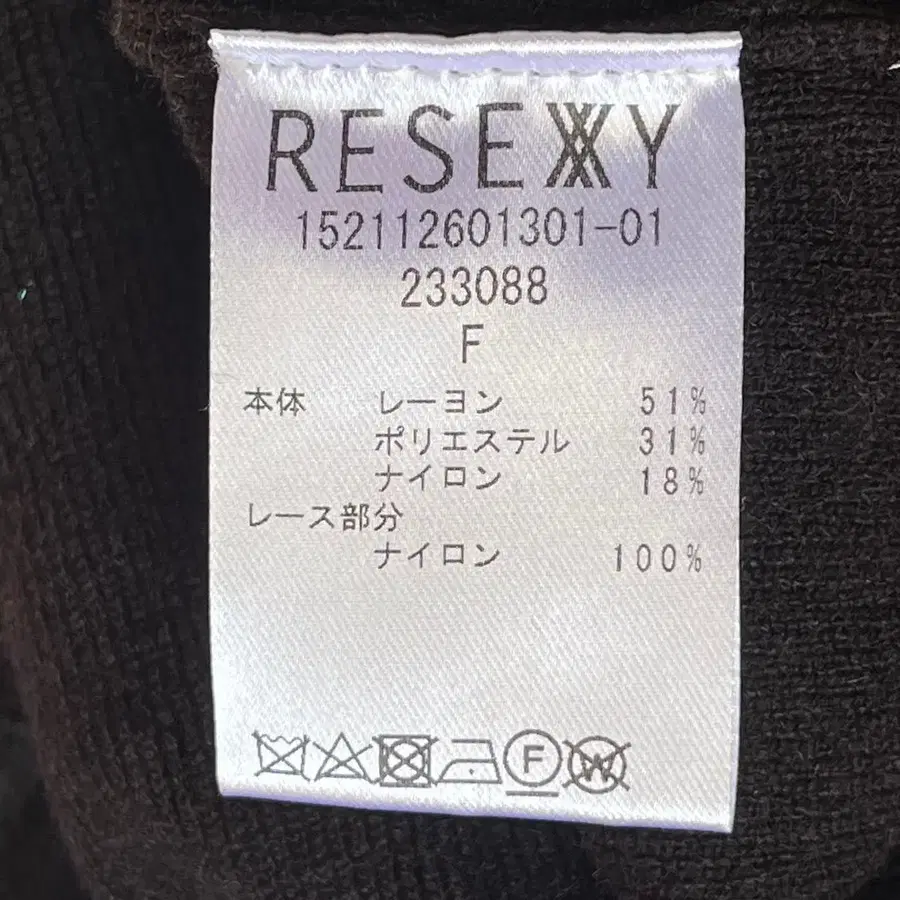 RESEXXY
152112601301-01
233088
F
本体 レーヨン 51%
ポリエステル 31%
ナイロン 18%
レース部分
ナイロン 100%
F W